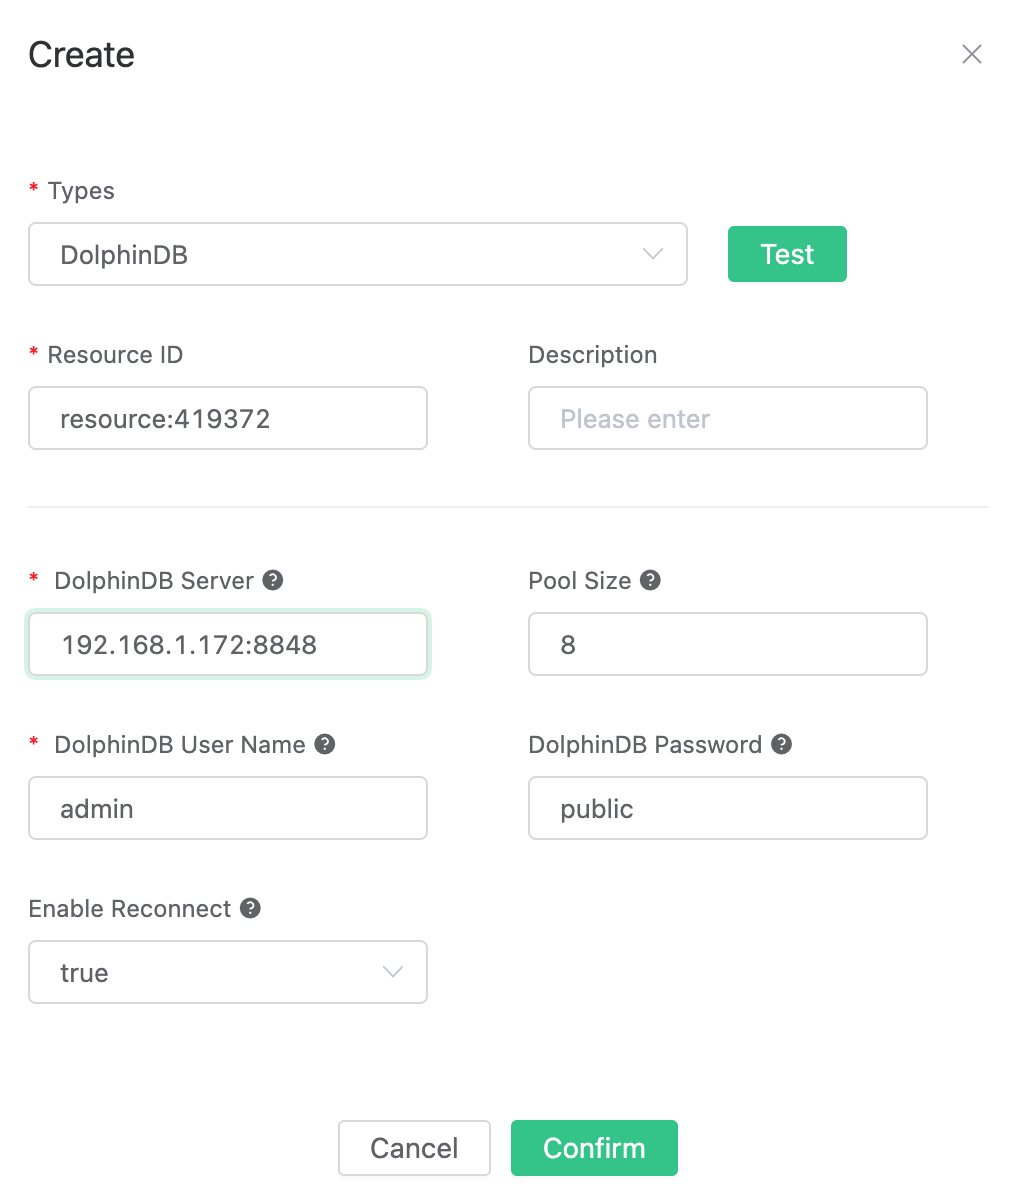 Create
* Types
DolphinDB
Test
* Resource ID
Description
resource:419372
Please enter
* DolphinDB Server ?
Pool Size ?
192.168.1.172:8848
8
* DolphinDB User Name ?
DolphinDB Password ?
admin
public
Enable Reconnect ?
true
Cancel
Confirm